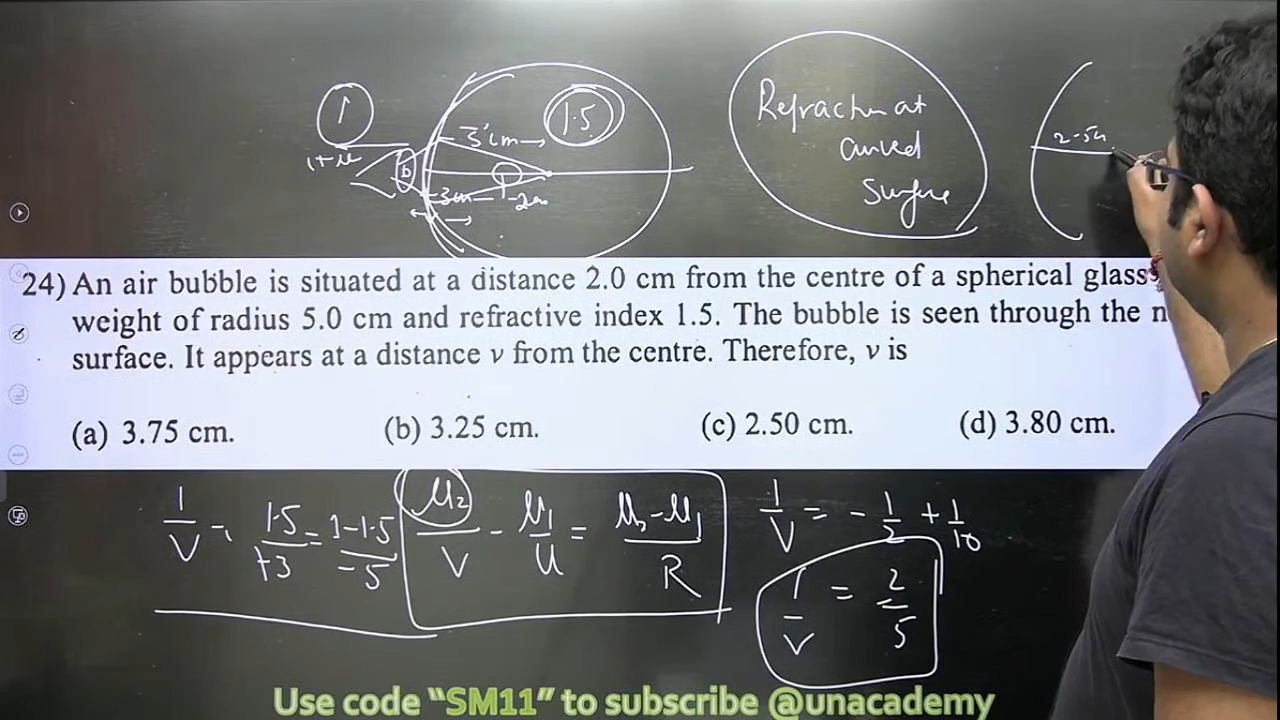 1
1.5
Refraction at
curved
surface
5 cm
3cm
2cm
2.5
24) An air bubble is situated at a distance 2.0 cm from the centre of a spherical glass
weight of radius 5.0 cm and refractive index 1.5. The bubble is seen through the n
surface. It appears at a distance v from the centre. Therefore, v is
(a) 3.75 cm. (b) 3.25 cm. (c) 2.50 cm. (d) 3.80 cm.
1/V - 1.5/+3 = 1-1.5/-5
μ2/V - μ1/u = μ2-μ1/R
1/V = -1/2 + 1/10
1/V = 2/5
Use code “SM11” to subscribe @unacademy